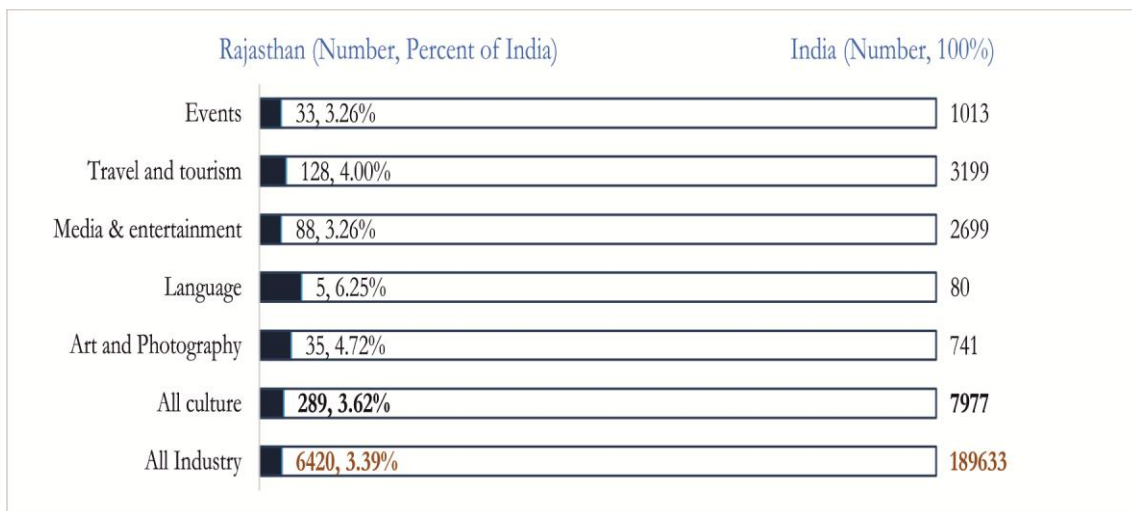 Rajasthan (Number, Percent of India) India (Number, 100%)
Events 33, 3.26% 1013
Travel and tourism 128, 4.00% 3199
Media & entertainment 88, 3.26% 2699
Language 5, 6.25% 80
Art and Photography 35, 4.72% 741
All culture 289, 3.62% 7977
All Industry 6420, 3.39% 189633